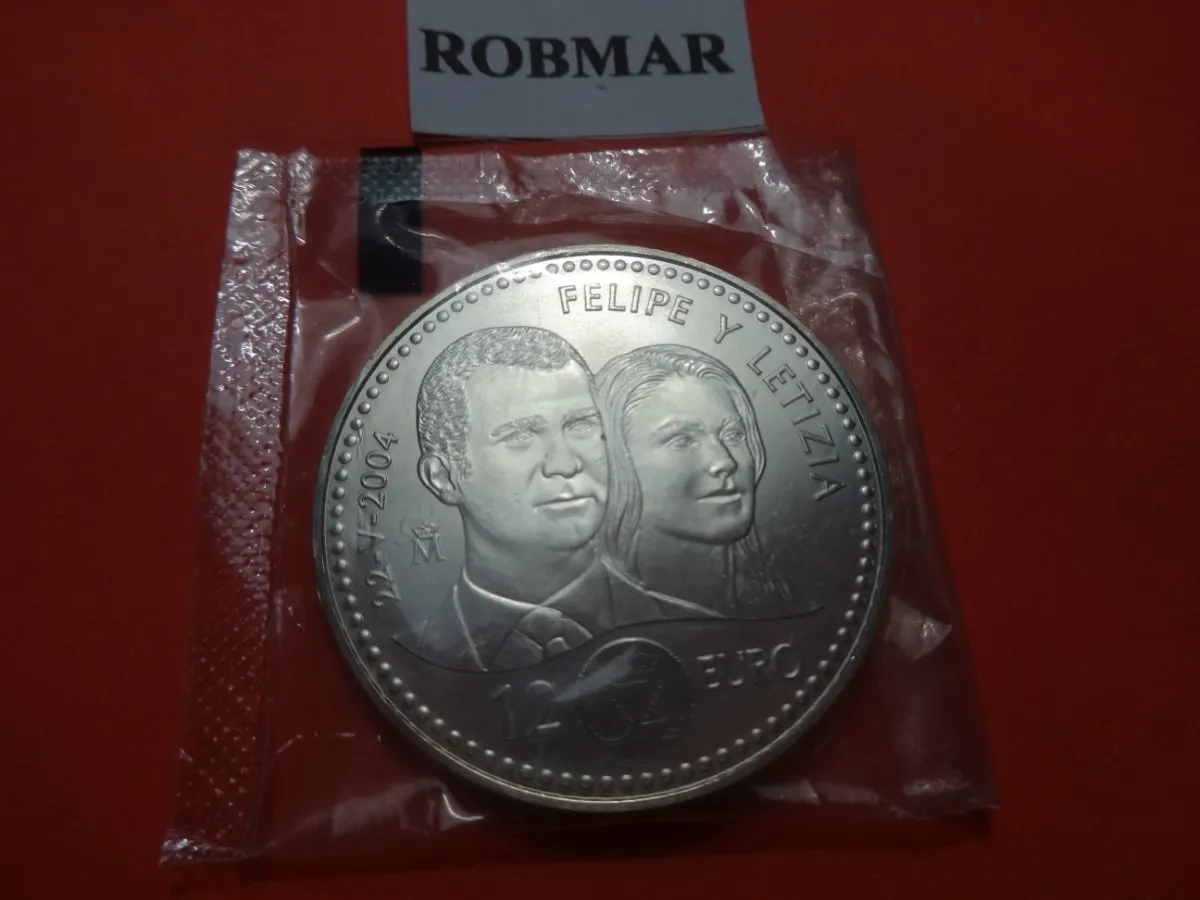 ROBMAR
FELIPE Y LETIZIA
22-V-2004
M
12 EURO